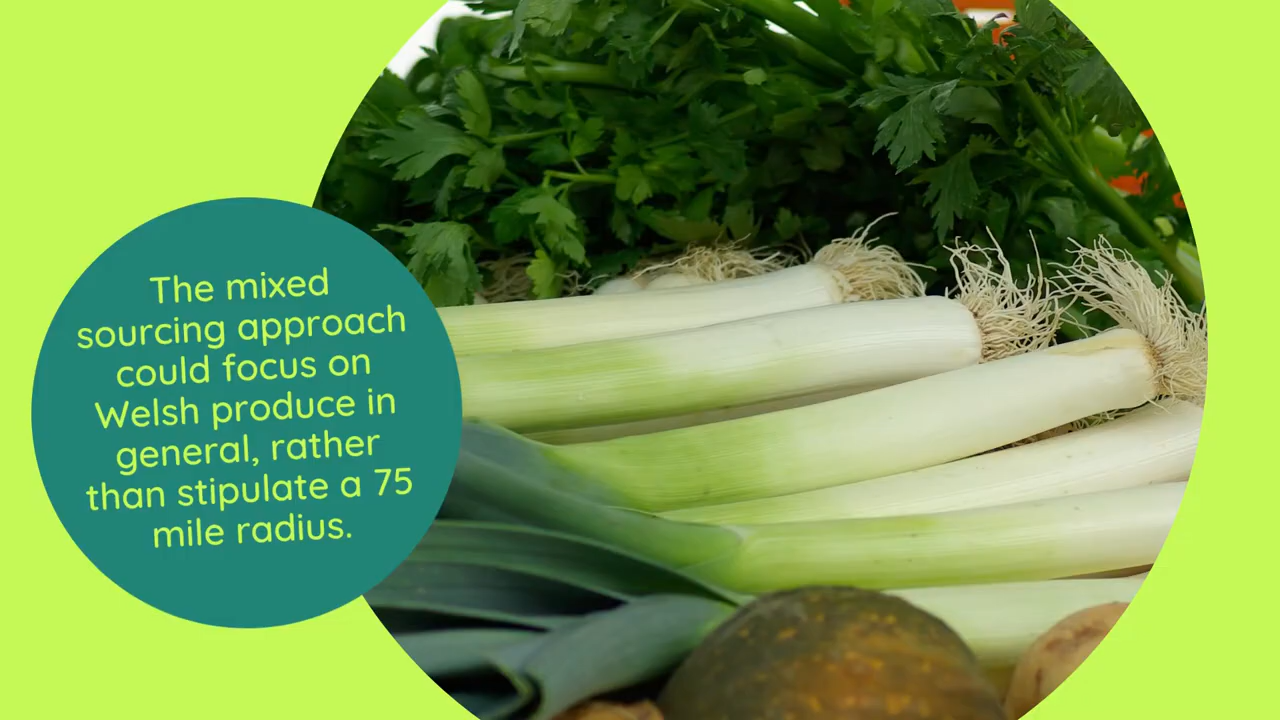 The mixed
sourcing approach
could focus on
Welsh produce in
general, rather
than stipulate a 75
mile radius.